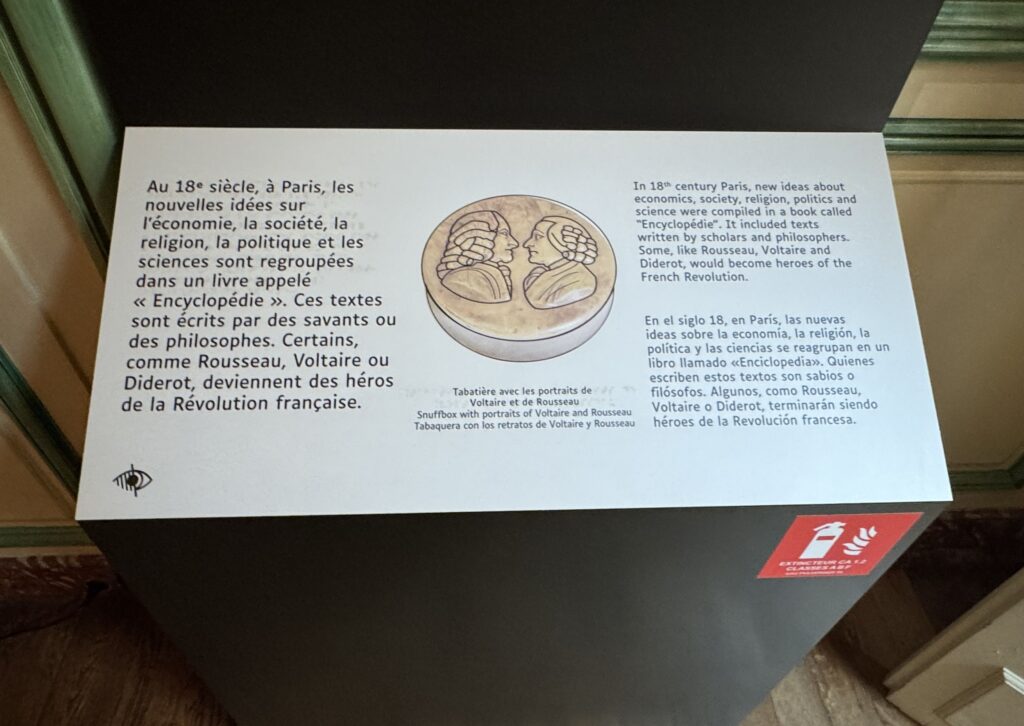 Au 18e siècle, à Paris, les
nouvelles idées sur
l'économie, la société, la
religion, la politique et les
sciences sont regroupées
dans un livre appelé
« Encyclopédie ». Ces textes
sont écrits par des savants ou
des philosophes. Certains,
comme Rousseau, Voltaire ou
Diderot, deviennent des héros
de la Révolution française.
Tabatière avec les portraits de
Voltaire et de Rousseau
Snuffbox with portraits of Voltaire and Rousseau
Tabaquera con los retratos de Voltaire y Rousseau
In 18th century Paris, new ideas about
economics, society, religion, politics and
science were compiled in a book called
"Encyclopédie". It included texts
written by scholars and philosophers.
Some, like Rousseau, Voltaire and
Diderot, would become heroes of the
French Revolution.
En el siglo 18, en París, las nuevas
ideas sobre la economía, la religión, la
política y las ciencias se reagrupan en un
libro llamado «Enciclopedia». Quienes
escriben estos textos son sabios o
filósofos. Algunos, como Rousseau,
Voltaire o Diderot, terminarán siendo
héroes de la Revolución francesa.
EXTINCTEUR CA 1.2
CLASSES A B F